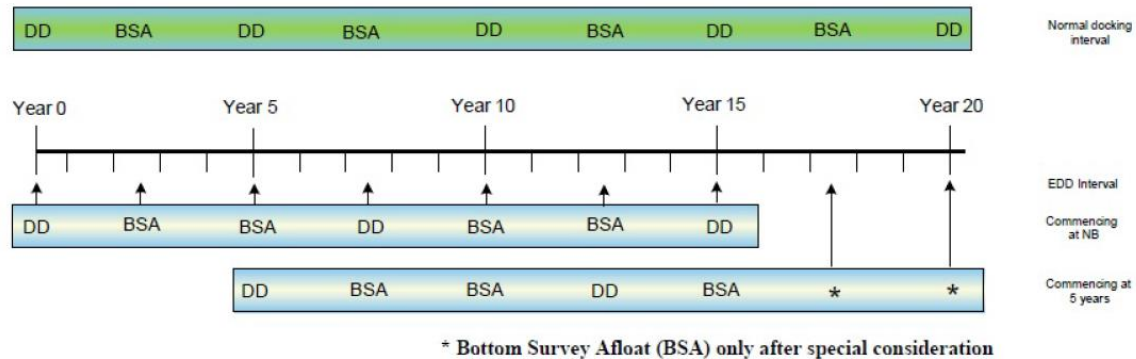 DD BSA DD BSA DD BSA DD BSA DD
Normal docking
interval
Year 0 Year 5 Year 10 Year 15 Year 20
EDD Interval
DD BSA BSA DD BSA BSA DD
Commencing
at NB
DD BSA BSA DD BSA * *
Commencing at
5 years
* Bottom Survey Afloat (BSA) only after special consideration